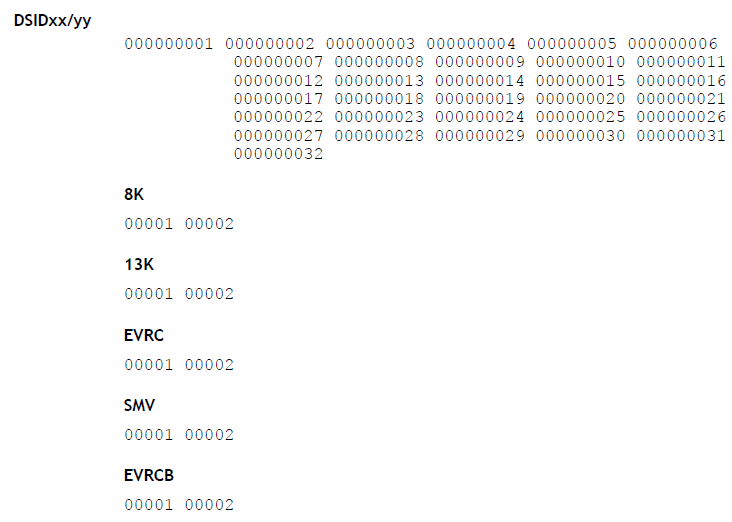 DSIDxx/yy
000000001 000000002 000000003 000000004 000000005 000000006
000000007 000000008 000000009 000000010 000000011
000000012 000000013 000000014 000000015 000000016
000000017 000000018 000000019 000000020 000000021
000000022 000000023 000000024 000000025 000000026
000000027 000000028 000000029 000000030 000000031
000000032
8K
00001 00002
13K
00001 00002
EVRC
00001 00002
SMV
00001 00002
EVRCB
00001 00002